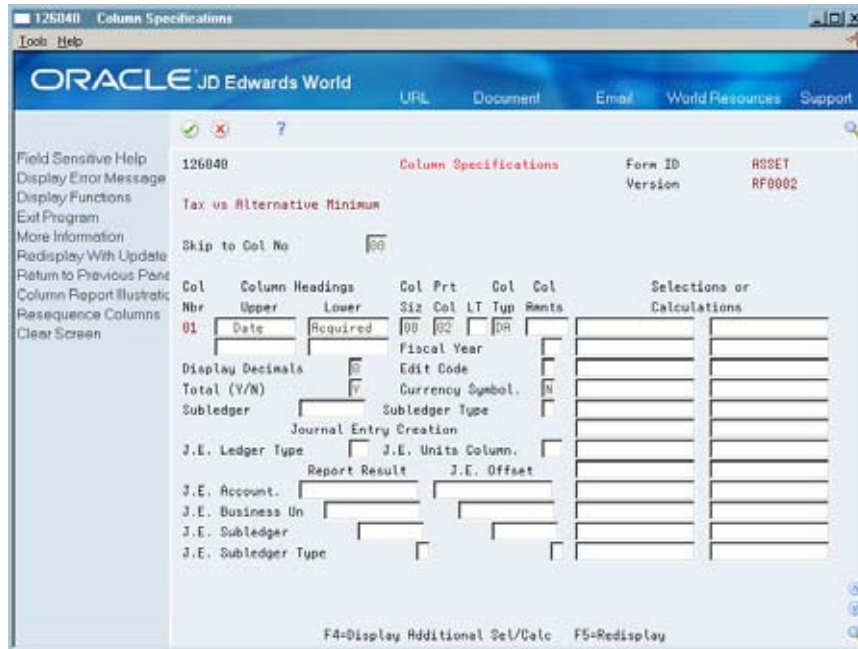 126040 Column Specifications
Tools Help
ORACLE JD Edwards World
URL Document Email World Resources Support
?
Field Sensitive Help
Display Error Message
Display Functions
Exit Program
More Information
Redisplay With Update
Return to Previous Pane
Column Report Illustratic
Resequence Columns
Clear Screen
126040 Column Specifications Form ID ASSET
Version RF0002
Tax vs Alternative Minimum
Skip to Col No 00
Col Column Headings Col Prt Col Col Selections or
Nbr Upper Lower Siz Col LT Typ Rmnts Calculations
01 Date Acquired 08 02 DA
Fiscal Year
Display Decimals 0 Edit Code
Total (Y/N) Y Currency Symbol. N
Subledger Subledger Type
Journal Entry Creation
J.E. Ledger Type J.E. Units Column.
Report Result J.E. Offset
J.E. Account.
J.E. Business Un
J.E. Subledger
J.E. Subledger Type
F4=Display Additional Sel/Calc F5=Redisplay